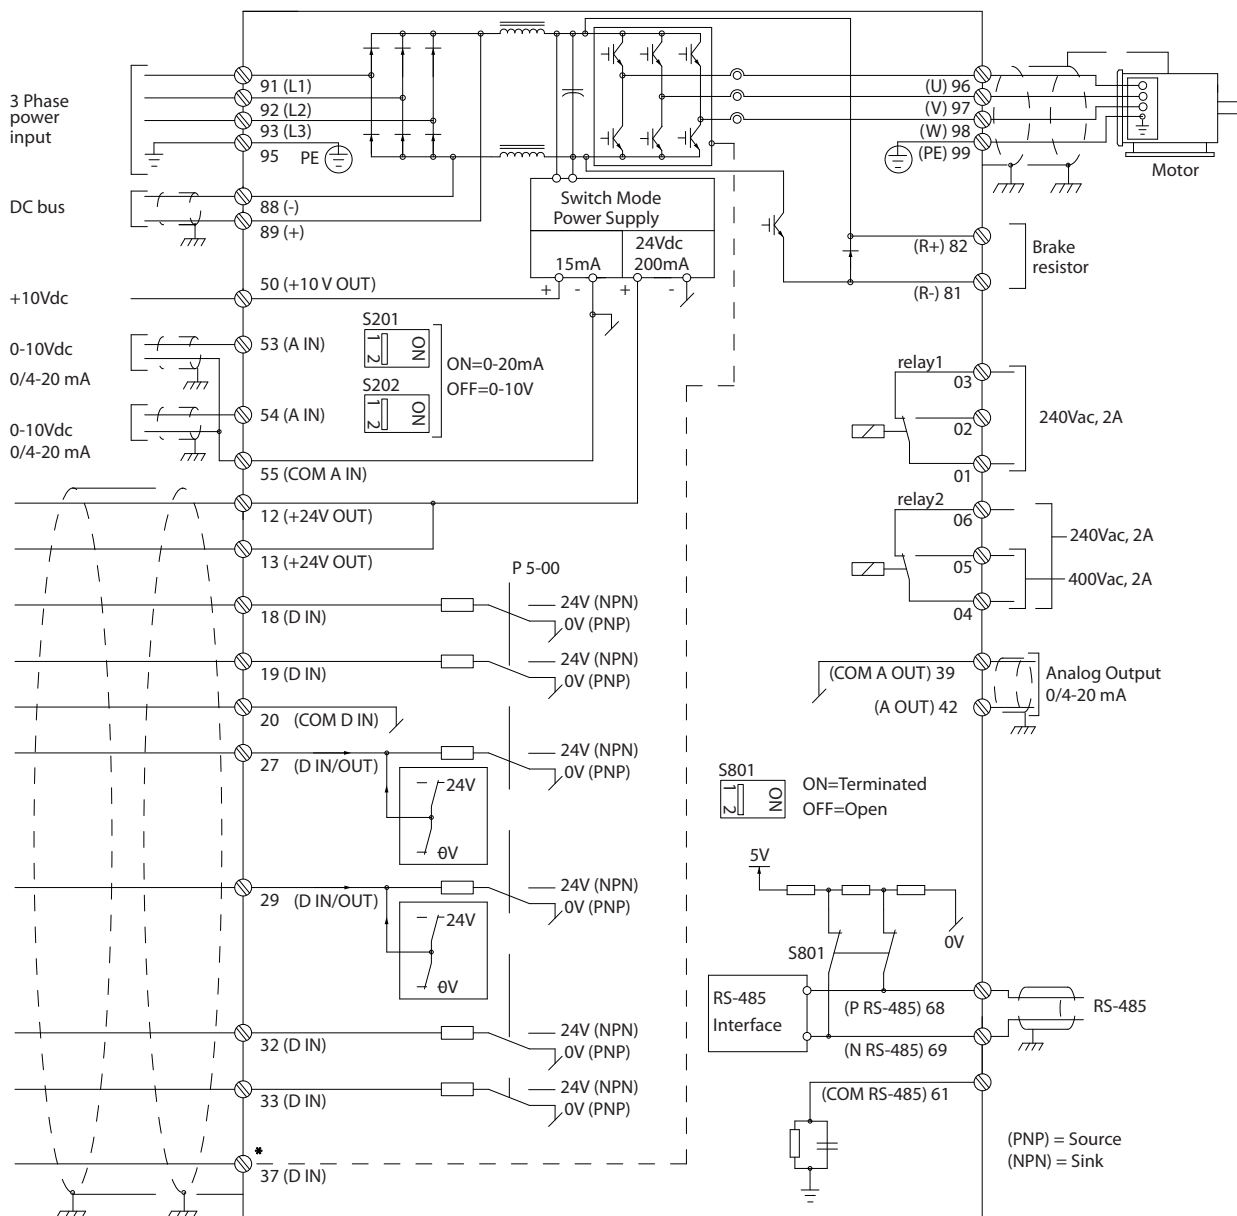 3 Phase
power
input
91 (L1)
92 (L2)
93 (L3)
95 PE
DC bus
88 (-)
89 (+)
+10Vdc
50 (+10 V OUT)
0-10Vdc
0/4-20 mA
53 (A IN)
0-10Vdc
0/4-20 mA
54 (A IN)
55 (COM A IN)
12 (+24V OUT)
13 (+24V OUT)
18 (D IN)
19 (D IN)
20 (COM D IN)
27 (D IN/OUT)
24V
0V
29 (D IN/OUT)
24V
0V
32 (D IN)
33 (D IN)
*
37 (D IN)
S201
1 2 ON
S202
1 2 ON
ON=0-20mA
OFF=0-10V
P 5-00
24V (NPN)
0V (PNP)
24V (NPN)
0V (PNP)
24V (NPN)
0V (PNP)
24V (NPN)
0V (PNP)
24V (NPN)
0V (PNP)
24V (NPN)
0V (PNP)
Switch Mode
Power Supply
24Vdc
15mA 200mA
+ - + -
(U) 96
(V) 97
(W) 98
(PE) 99
Motor
(R+) 82
(R-) 81
Brake
resistor
relay1
03
02
01
240Vac, 2A
relay2
06
05
04
240Vac, 2A
400Vac, 2A
(COM A OUT) 39
(A OUT) 42
Analog Output
0/4-20 mA
S801
1 2 ON
ON=Terminated
OFF=Open
5V
S801
0V
RS-485
Interface
(P RS-485) 68
(N RS-485) 69
RS-485
(COM RS-485) 61
(PNP) = Source
(NPN) = Sink